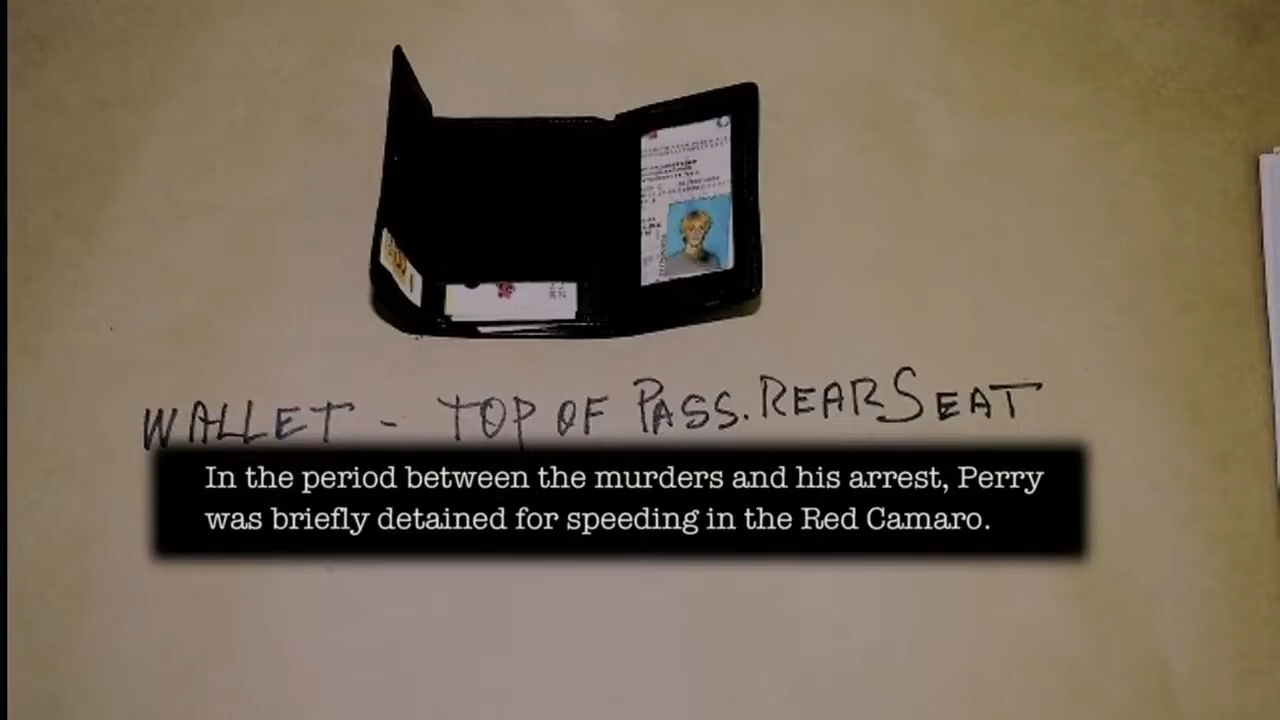 WALLET - TOP OF PASS. REAR SEAT
In the period between the murders and his arrest, Perry
was briefly detained for speeding in the Red Camaro.